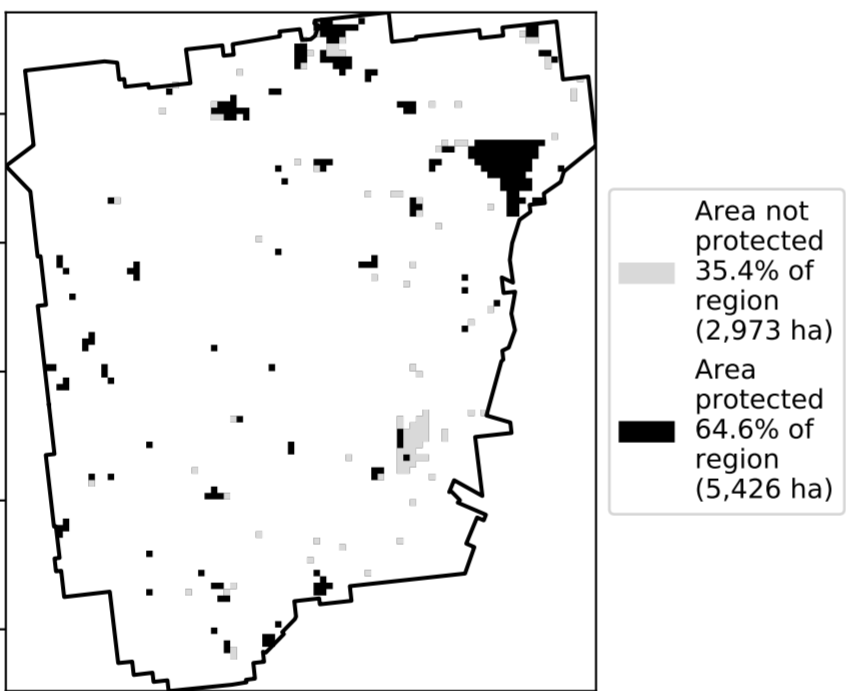 Area not
protected
35.4% of
region
(2,973 ha)
Area
protected
64.6% of
region
(5,426 ha)